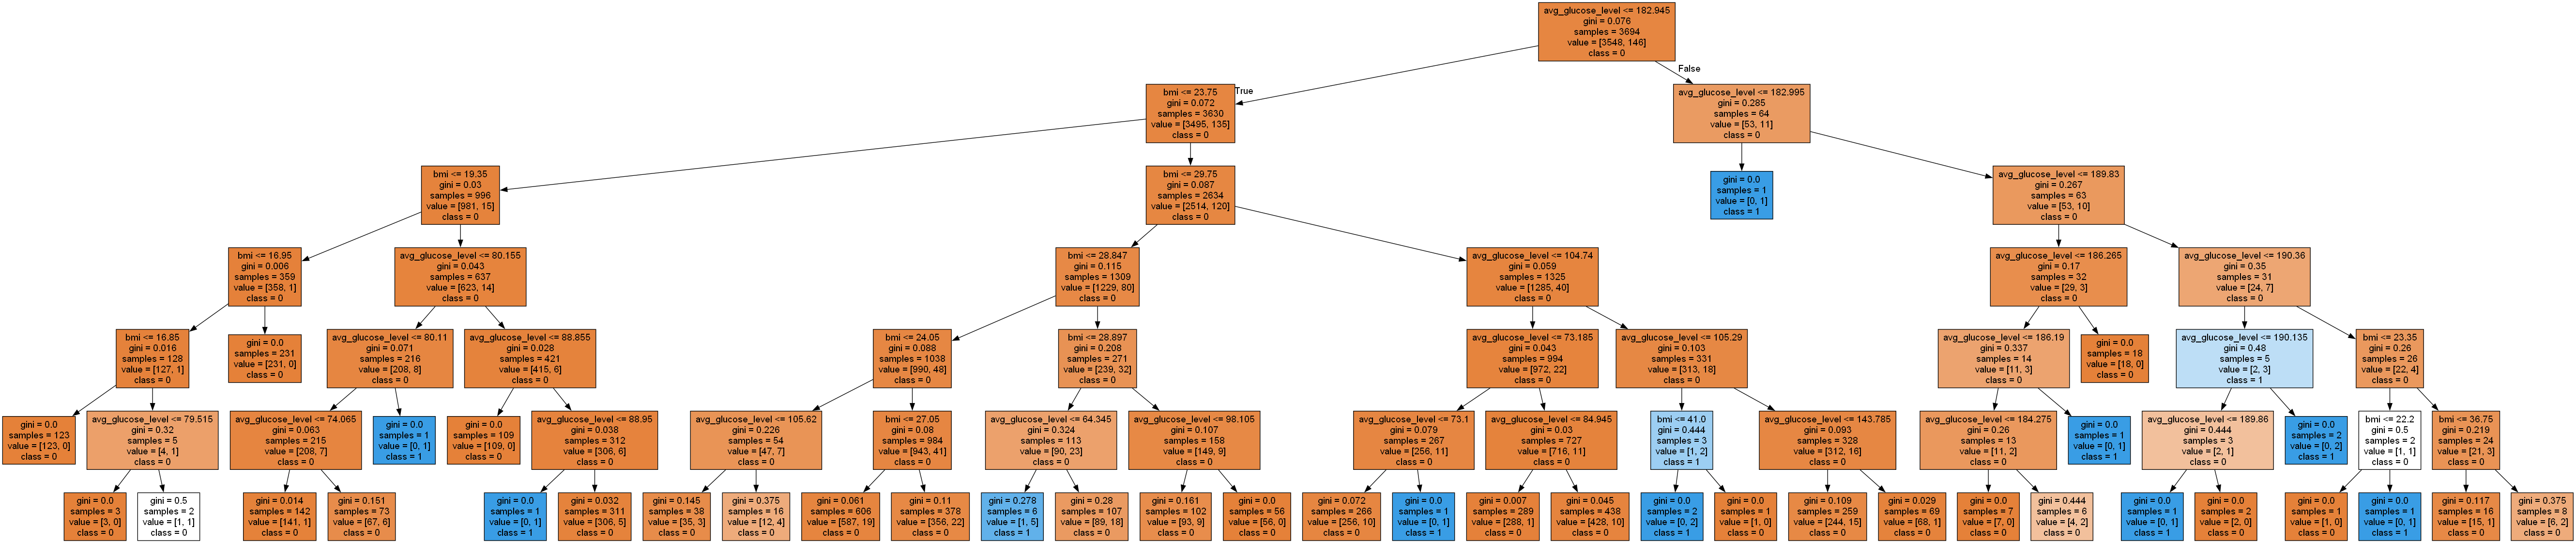 avg_glucose_level <= 182.945
gini = 0.076
samples = 3694
value = [3548, 146]
class = 0
True
False
bmi <= 23.75
gini = 0.072
samples = 3630
value = [3495, 135]
class = 0
avg_glucose_level <= 182.995
gini = 0.285
samples = 64
value = [53, 11]
class = 0
bmi <= 19.35
gini = 0.03
samples = 996
value = [981, 15]
class = 0
bmi <= 29.75
gini = 0.087
samples = 2634
value = [2514, 120]
class = 0
gini = 0.0
samples = 1
value = [0, 1]
class = 1
avg_glucose_level <= 189.83
gini = 0.267
samples = 63
value = [53, 10]
class = 0
bmi <= 16.95
gini = 0.006
samples = 359
value = [358, 1]
class = 0
avg_glucose_level <= 80.155
gini = 0.043
samples = 637
value = [623, 14]
class = 0
bmi <= 28.847
gini = 0.115
samples = 1309
value = [1229, 80]
class = 0
avg_glucose_level <= 104.74
gini = 0.059
samples = 1325
value = [1285, 40]
class = 0
avg_glucose_level <= 186.265
gini = 0.17
samples = 32
value = [29, 3]
class = 0
avg_glucose_level <= 190.36
gini = 0.35
samples = 31
value = [24, 7]
class = 0
bmi <= 16.85
gini = 0.016
samples = 128
value = [127, 1]
class = 0
gini = 0.0
samples = 231
value = [231, 0]
class = 0
avg_glucose_level <= 80.11
gini = 0.071
samples = 216
value = [208, 8]
class = 0
avg_glucose_level <= 88.855
gini = 0.028
samples = 421
value = [415, 6]
class = 0
bmi <= 24.05
gini = 0.088
samples = 1038
value = [990, 48]
class = 0
bmi <= 28.897
gini = 0.208
samples = 271
value = [239, 32]
class = 0
avg_glucose_level <= 73.185
gini = 0.043
samples = 994
value = [972, 22]
class = 0
avg_glucose_level <= 105.29
gini = 0.103
samples = 331
value = [313, 18]
class = 0
avg_glucose_level <= 186.19
gini = 0.337
samples = 14
value = [11, 3]
class = 0
gini = 0.0
samples = 18
value = [18, 0]
class = 0
avg_glucose_level <= 190.135
gini = 0.48
samples = 5
value = [2, 3]
class = 1
bmi <= 23.35
gini = 0.26
samples = 26
value = [22, 4]
class = 0
gini = 0.0
samples = 123
value = [123, 0]
class = 0
avg_glucose_level <= 79.515
gini = 0.32
samples = 5
value = [4, 1]
class = 0
avg_glucose_level <= 74.065
gini = 0.063
samples = 215
value = [208, 7]
class = 0
gini = 0.0
samples = 1
value = [0, 1]
class = 1
gini = 0.0
samples = 109
value = [109, 0]
class = 0
avg_glucose_level <= 88.95
gini = 0.038
samples = 312
value = [306, 6]
class = 0
avg_glucose_level <= 105.62
gini = 0.226
samples = 54
value = [47, 7]
class = 0
bmi <= 27.05
gini = 0.08
samples = 984
value = [943, 41]
class = 0
avg_glucose_level <= 64.345
gini = 0.324
samples = 113
value = [90, 23]
class = 0
avg_glucose_level <= 98.105
gini = 0.107
samples = 158
value = [149, 9]
class = 0
avg_glucose_level <= 73.1
gini = 0.079
samples = 267
value = [256, 11]
class = 0
avg_glucose_level <= 84.945
gini = 0.03
samples = 727
value = [716, 11]
class = 0
bmi <= 41.0
gini = 0.444
samples = 3
value = [1, 2]
class = 1
avg_glucose_level <= 143.785
gini = 0.093
samples = 328
value = [312, 16]
class = 0
avg_glucose_level <= 184.275
gini = 0.26
samples = 13
value = [11, 2]
class = 0
gini = 0.0
samples = 1
value = [0, 1]
class = 1
avg_glucose_level <= 189.86
gini = 0.444
samples = 3
value = [2, 1]
class = 0
gini = 0.0
samples = 2
value = [0, 2]
class = 1
bmi <= 22.2
gini = 0.5
samples = 2
value = [1, 1]
class = 0
bmi <= 36.75
gini = 0.219
samples = 24
value = [21, 3]
class = 0
gini = 0.0
samples = 3
value = [3, 0]
class = 0
gini = 0.5
samples = 2
value = [1, 1]
class = 0
gini = 0.014
samples = 142
value = [141, 1]
class = 0
gini = 0.151
samples = 73
value = [67, 6]
class = 0
gini = 0.0
samples = 1
value = [0, 1]
class = 1
gini = 0.032
samples = 311
value = [306, 5]
class = 0
gini = 0.145
samples = 38
value = [35, 3]
class = 0
gini = 0.375
samples = 16
value = [12, 4]
class = 0
gini = 0.061
samples = 606
value = [587, 19]
class = 0
gini = 0.11
samples = 378
value = [356, 22]
class = 0
gini = 0.278
samples = 6
value = [1, 5]
class = 1
gini = 0.28
samples = 107
value = [89, 18]
class = 0
gini = 0.161
samples = 102
value = [93, 9]
class = 0
gini = 0.0
samples = 56
value = [56, 0]
class = 0
gini = 0.072
samples = 266
value = [256, 10]
class = 0
gini = 0.0
samples = 1
value = [0, 1]
class = 1
gini = 0.007
samples = 289
value = [288, 1]
class = 0
gini = 0.045
samples = 438
value = [428, 10]
class = 0
gini = 0.0
samples = 2
value = [0, 2]
class = 1
gini = 0.0
samples = 1
value = [1, 0]
class = 0
gini = 0.109
samples = 259
value = [244, 15]
class = 0
gini = 0.029
samples = 69
value = [68, 1]
class = 0
gini = 0.0
samples = 7
value = [7, 0]
class = 0
gini = 0.444
samples = 6
value = [4, 2]
class = 0
gini = 0.0
samples = 1
value = [0, 1]
class = 1
gini = 0.0
samples = 2
value = [2, 0]
class = 0
gini = 0.0
samples = 1
value = [1, 0]
class = 0
gini = 0.0
samples = 1
value = [0, 1]
class = 1
gini = 0.117
samples = 16
value = [15, 1]
class = 0
gini = 0.375
samples = 8
value = [6, 2]
class = 0